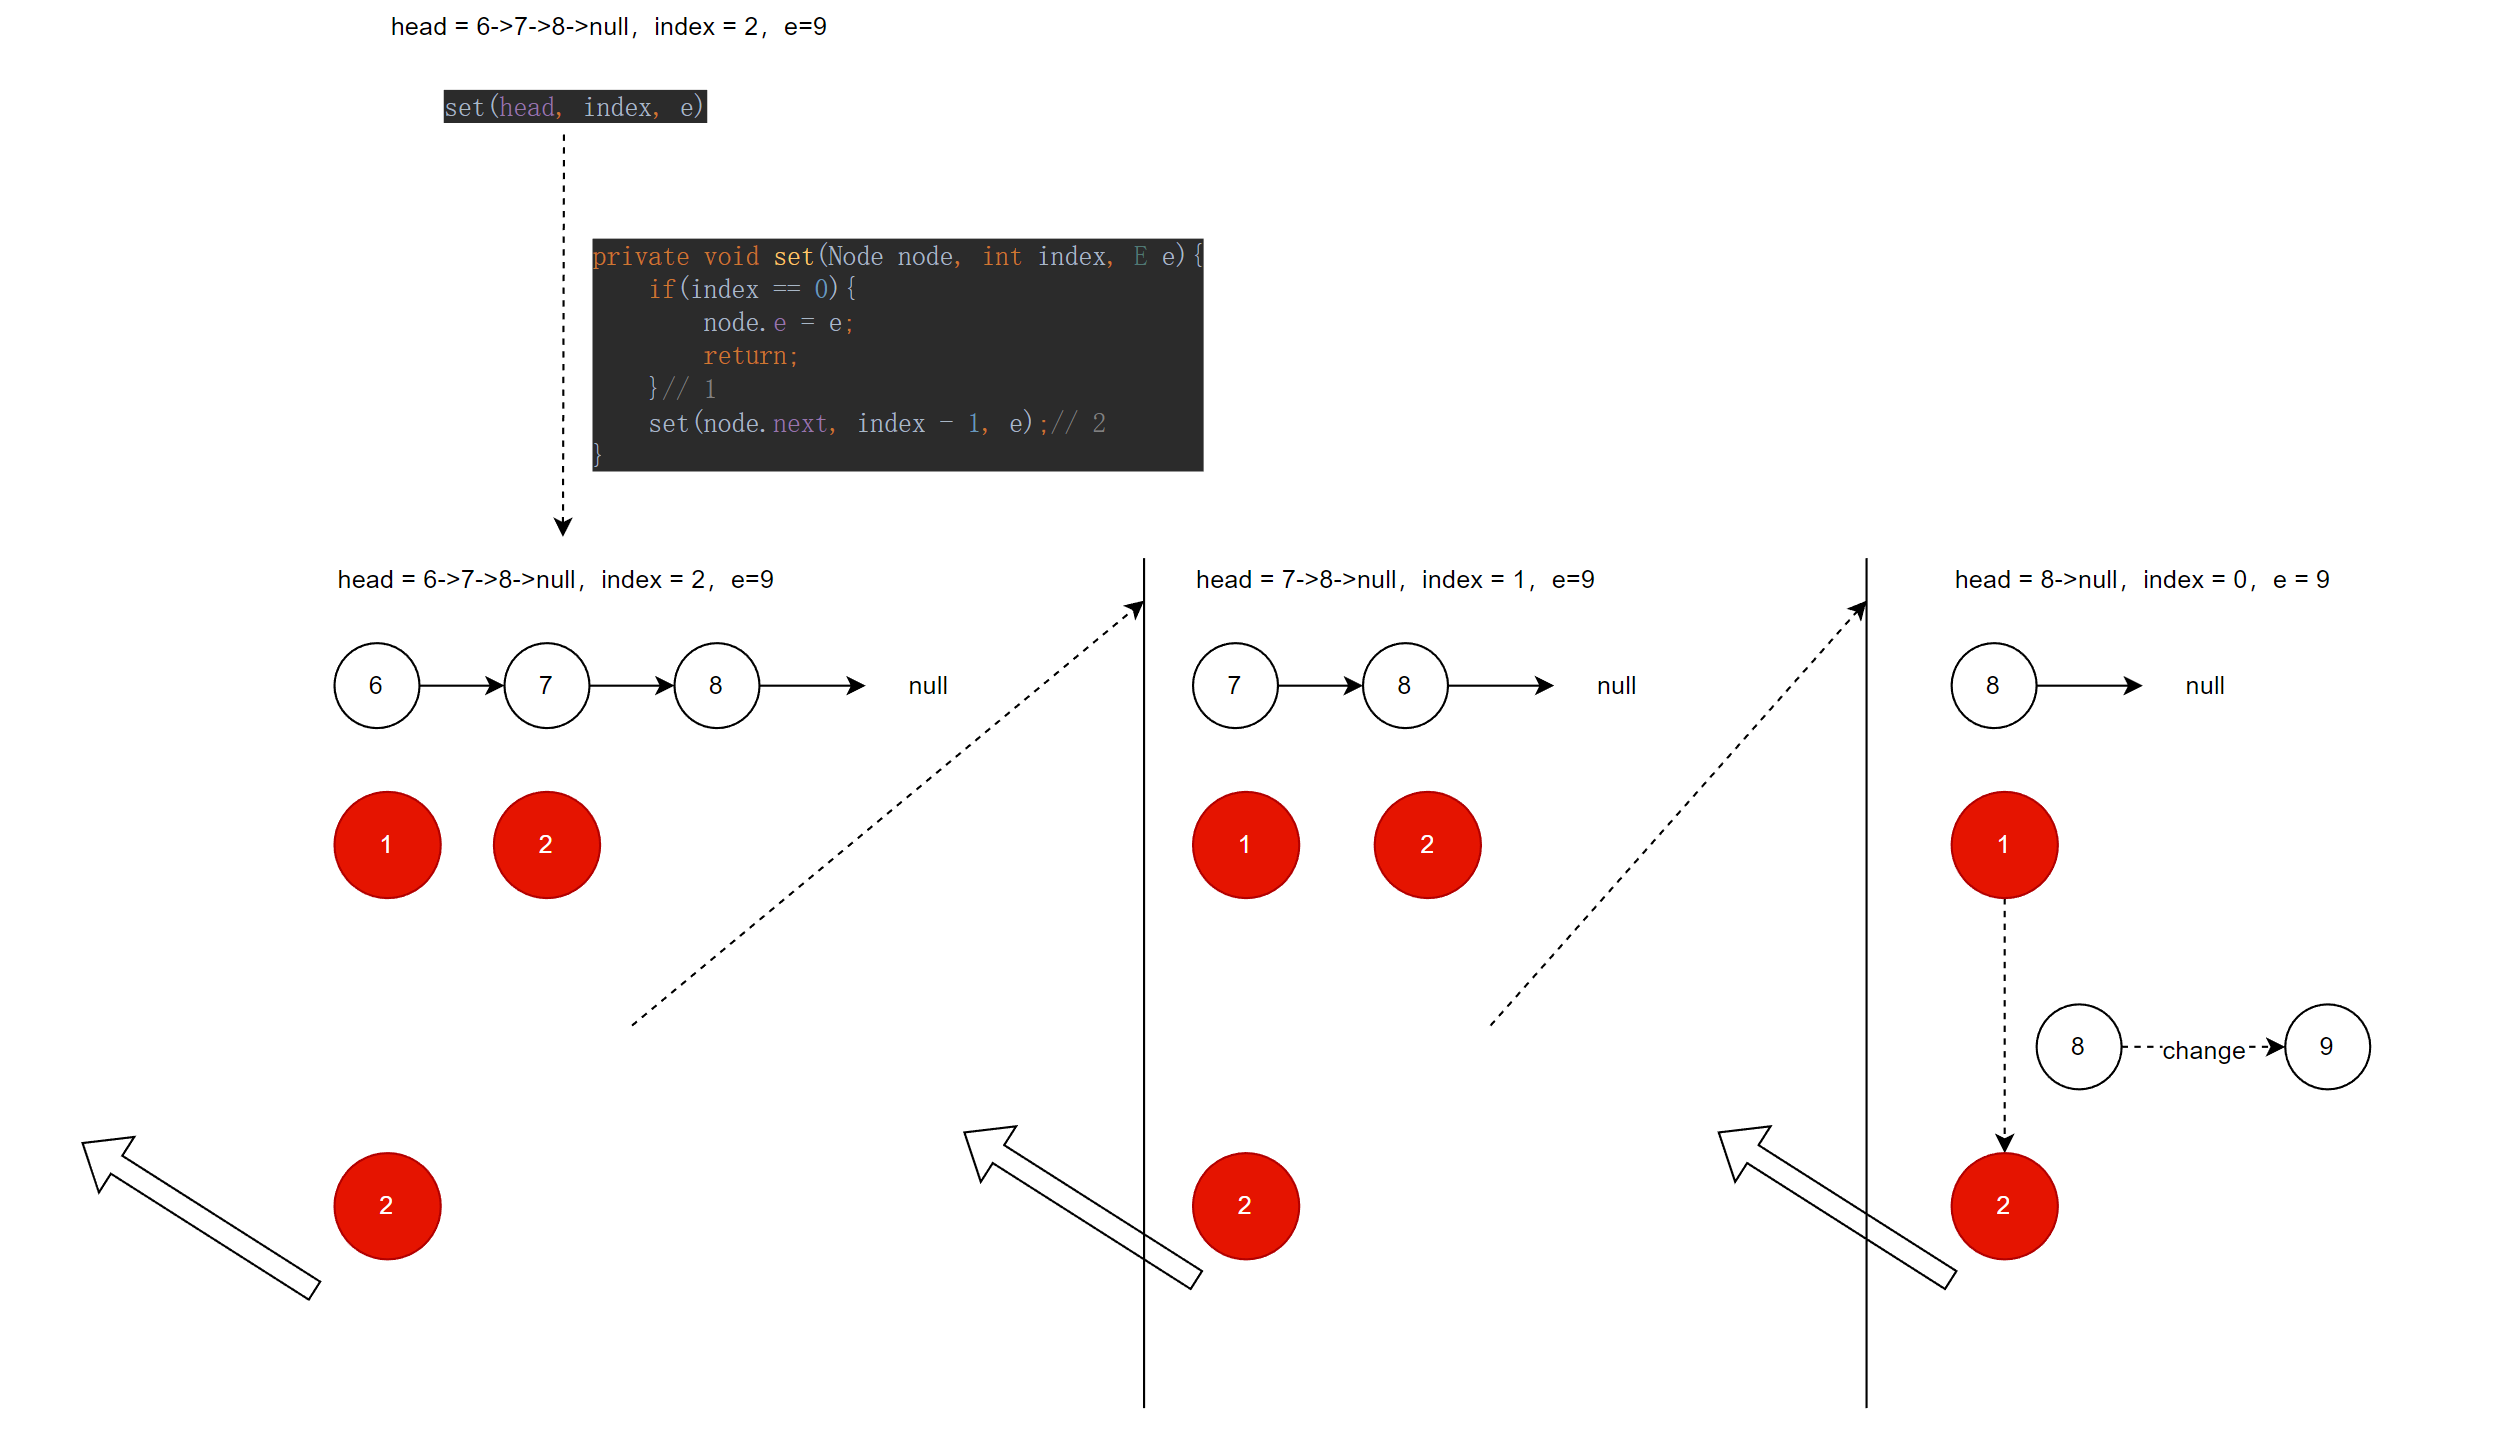 head = 6->7->8->null，index = 2，e=9
set(head, index, e)
private void set(Node node, int index, E e){
    if(index == 0){
        node.e = e;
        return;
    }// 1
    set(node.next, index - 1, e);// 2
}
head = 6->7->8->null，index = 2，e=9
6 7 8 null
1 2
2
head = 7->8->null，index = 1，e=9
7 8 null
1 2
2
head = 8->null，index = 0，e = 9
8 null
1
8 change 9
2